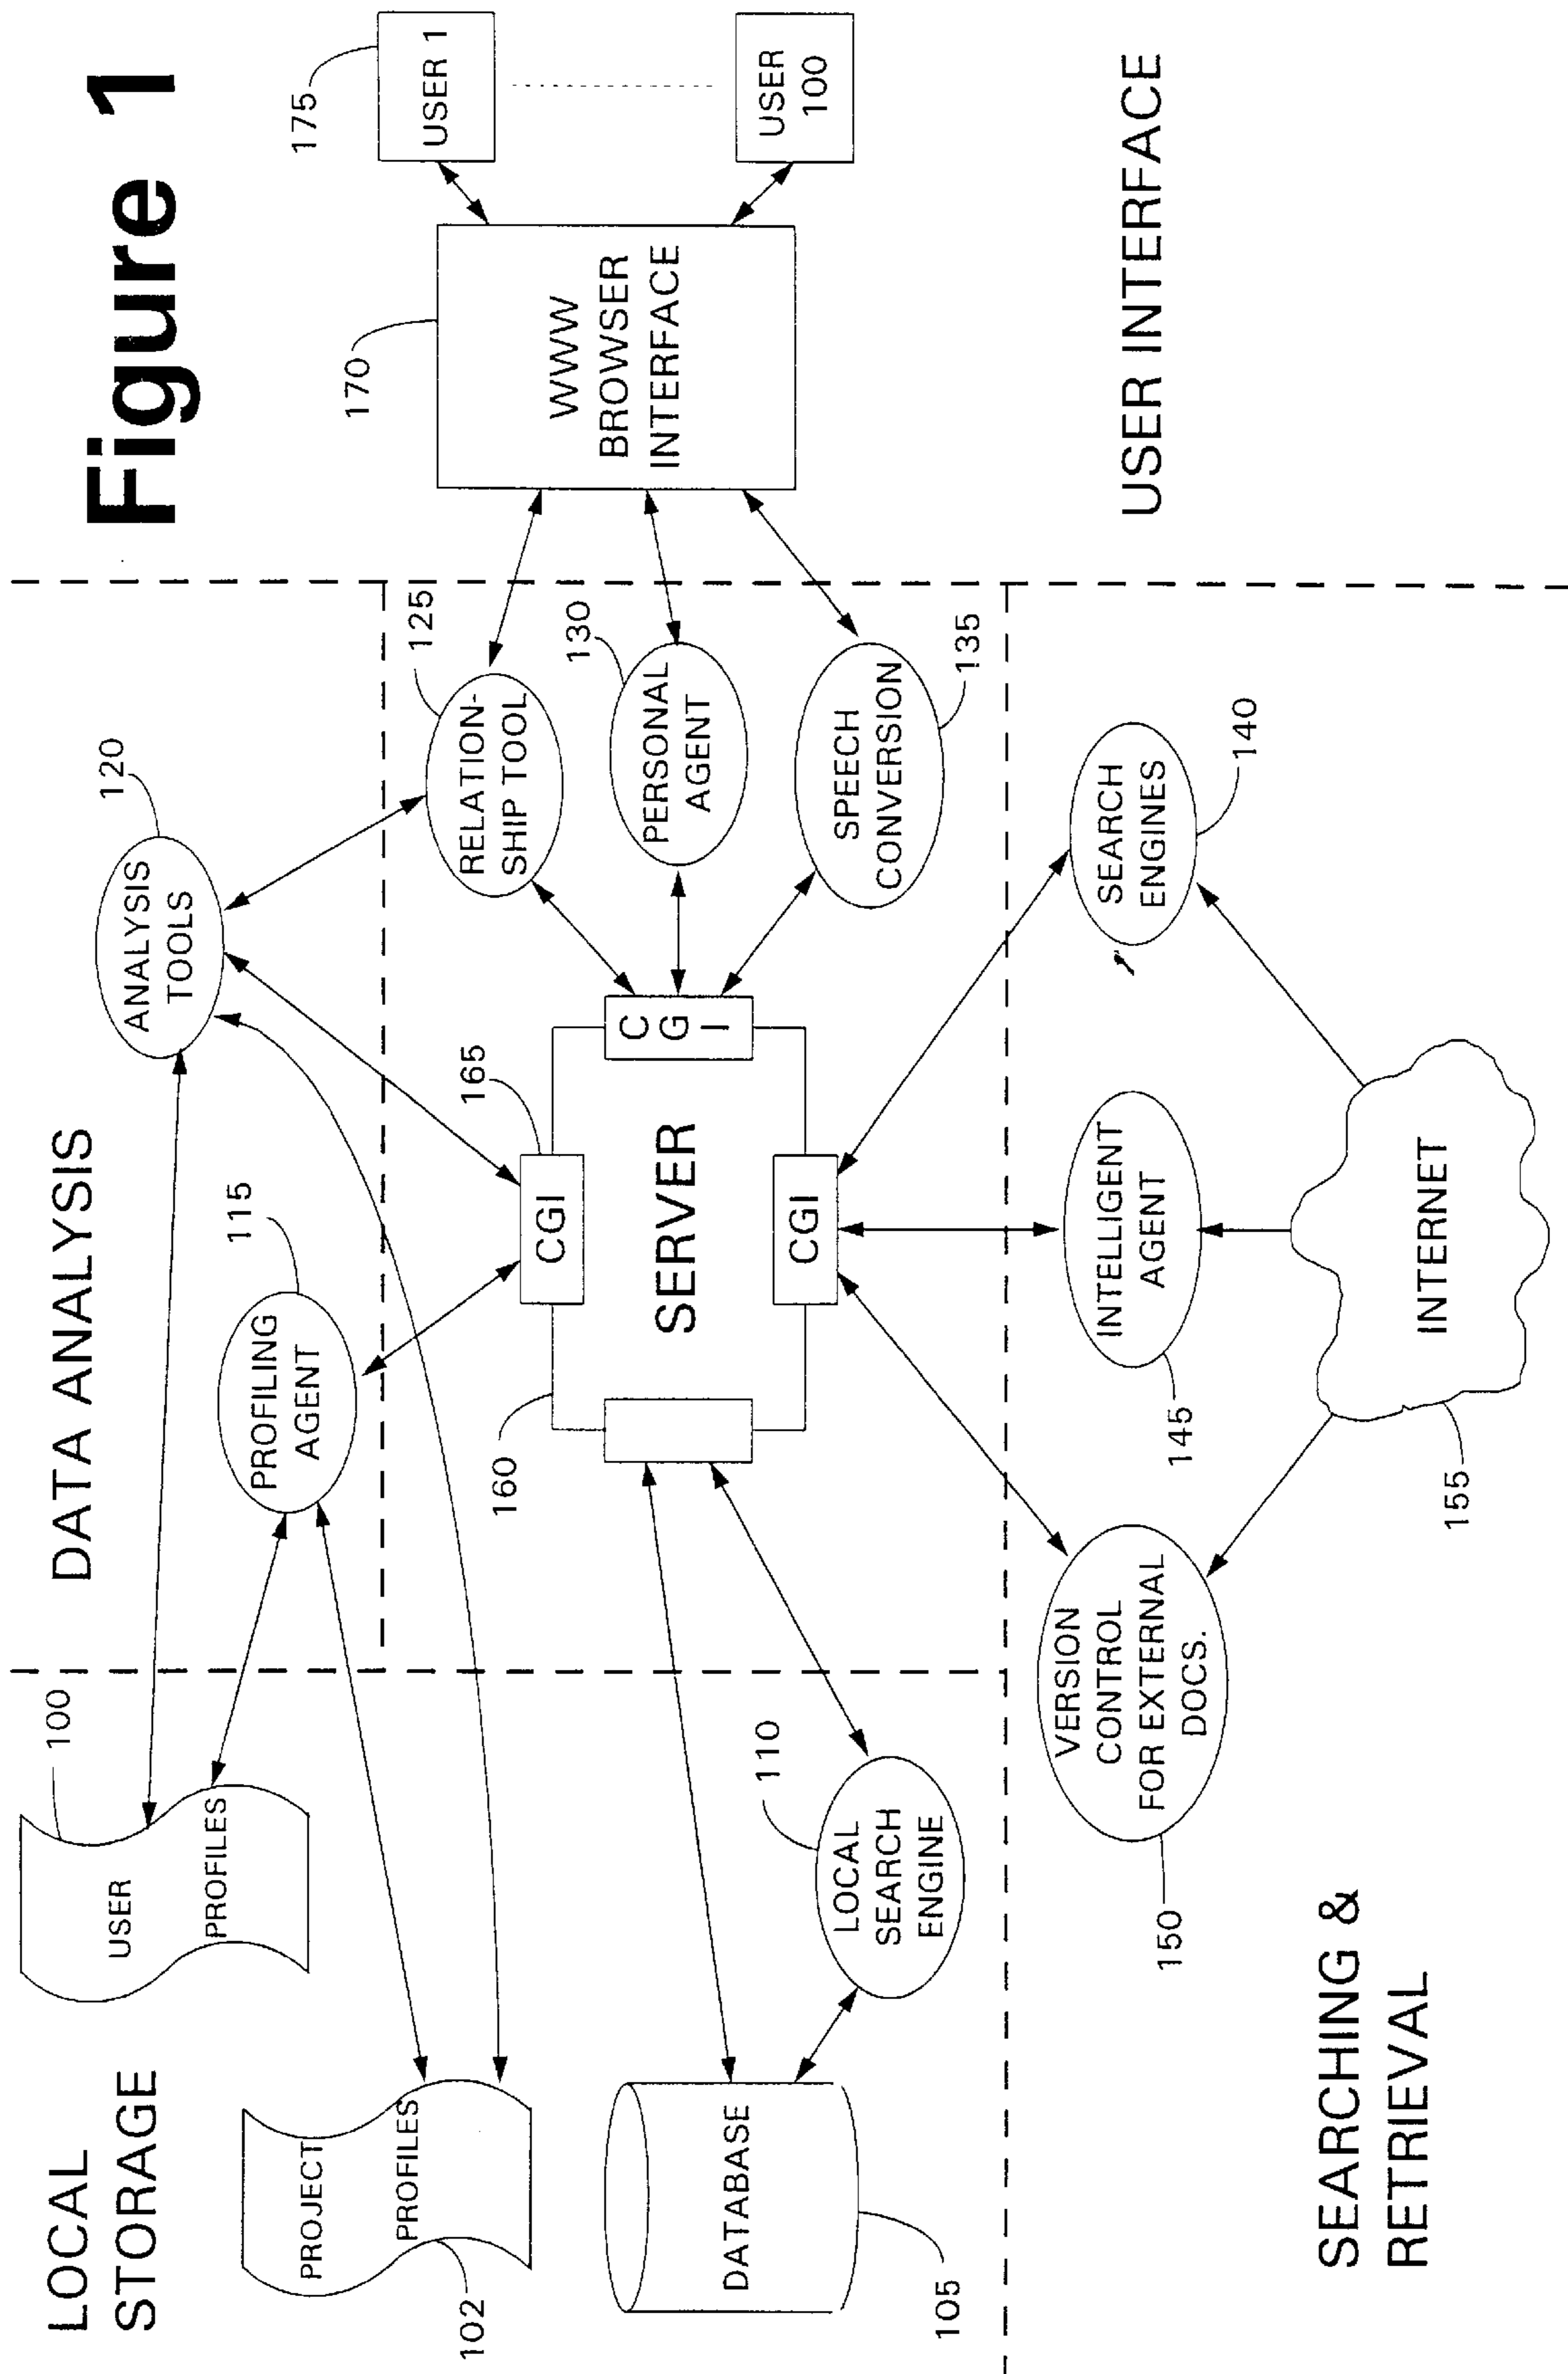 Figure 1
LOCAL
STORAGE
DATA ANALYSIS
USER INTERFACE
SEARCHING &
RETRIEVAL
USER
PROFILES
100
PROJECT
PROFILES
102
DATABASE
105
LOCAL
SEARCH
ENGINE
110
PROFILING
AGENT
115
ANALYSIS
TOOLS
120
RELATION-
SHIP TOOL
125
PERSONAL
AGENT
130
SPEECH
CONVERSION
135
SERVER
160
CGI
165
CGI
CGI
WWW
BROWSER
INTERFACE
170
USER 1
175
USER
100
SEARCH
ENGINES
140
INTELLIGENT
AGENT
145
VERSION
CONTROL
FOR EXTERNAL
DOCS.
150
INTERNET
155